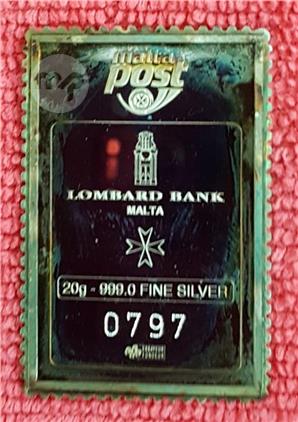 malta
post
LOMBARD BANK
MALTA
20g - 999.0 FINE SILVER
0797